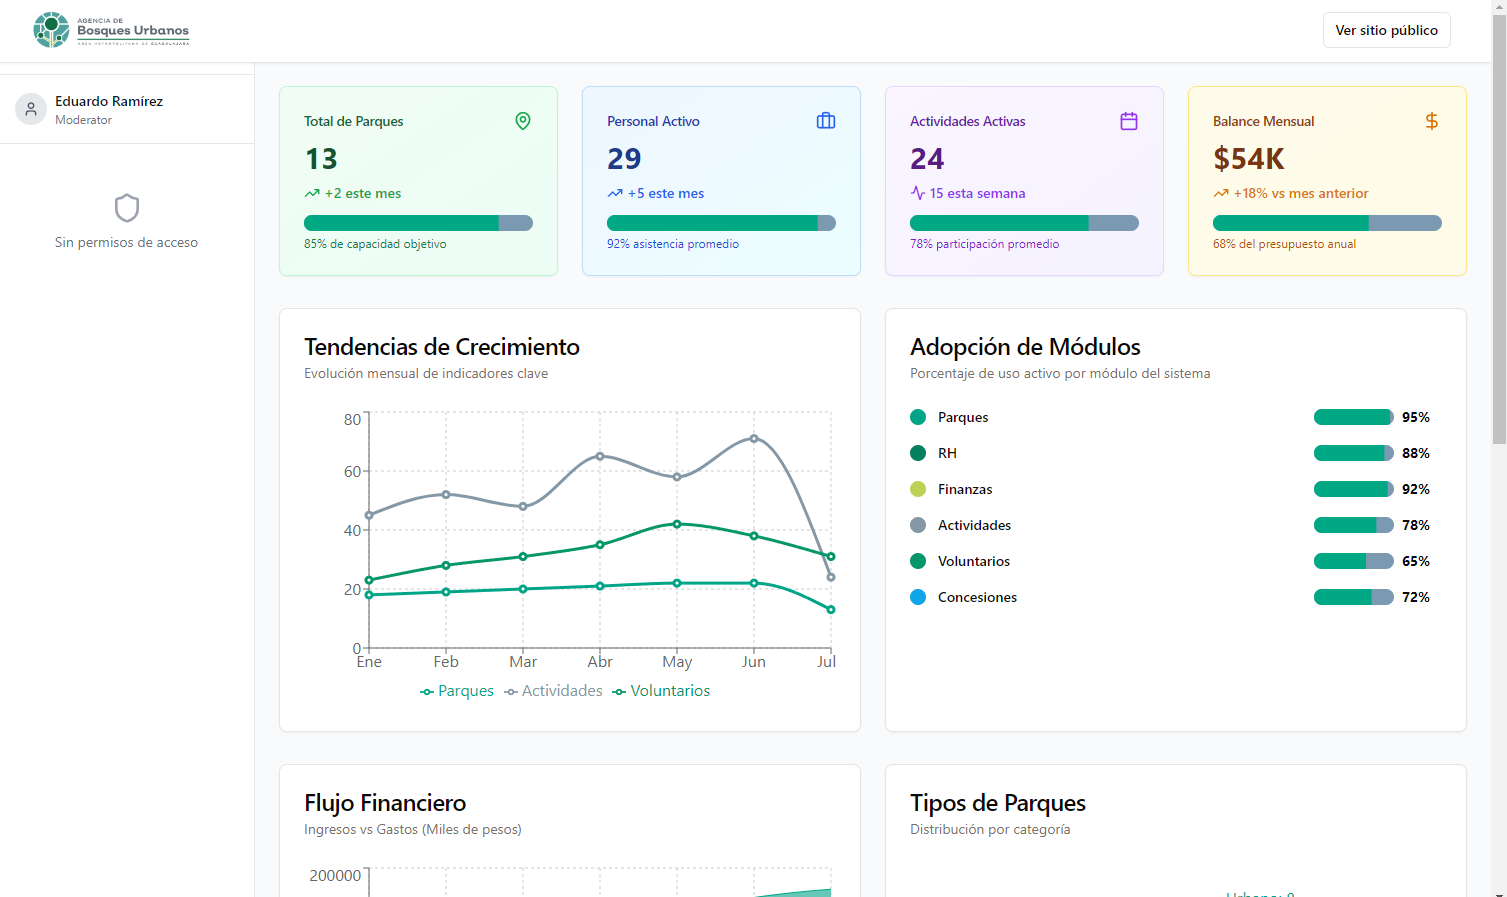 AGENCIA DE
Bosques Urbanos
ÁREA METROPOLITANA DE GUADALAJARA
Ver sitio público
Eduardo Ramírez
Moderator
Sin permisos de acceso
Total de Parques
13
+2 este mes
85% de capacidad objetivo
Personal Activo
29
+5 este mes
92% asistencia promedio
Actividades Activas
24
15 esta semana
78% participación promedio
Balance Mensual
$54K
+18% vs mes anterior
68% del presupuesto anual
Tendencias de Crecimiento
Evolución mensual de indicadores clave
80
60
40
20
0
Ene Feb Mar Abr May Jun Jul
Parques Actividades Voluntarios
Adopción de Módulos
Porcentaje de uso activo por módulo del sistema
Parques 95%
RH 88%
Finanzas 92%
Actividades 78%
Voluntarios 65%
Concesiones 72%
Flujo Financiero
Ingresos vs Gastos (Miles de pesos)
200000
Tipos de Parques
Distribución por categoría